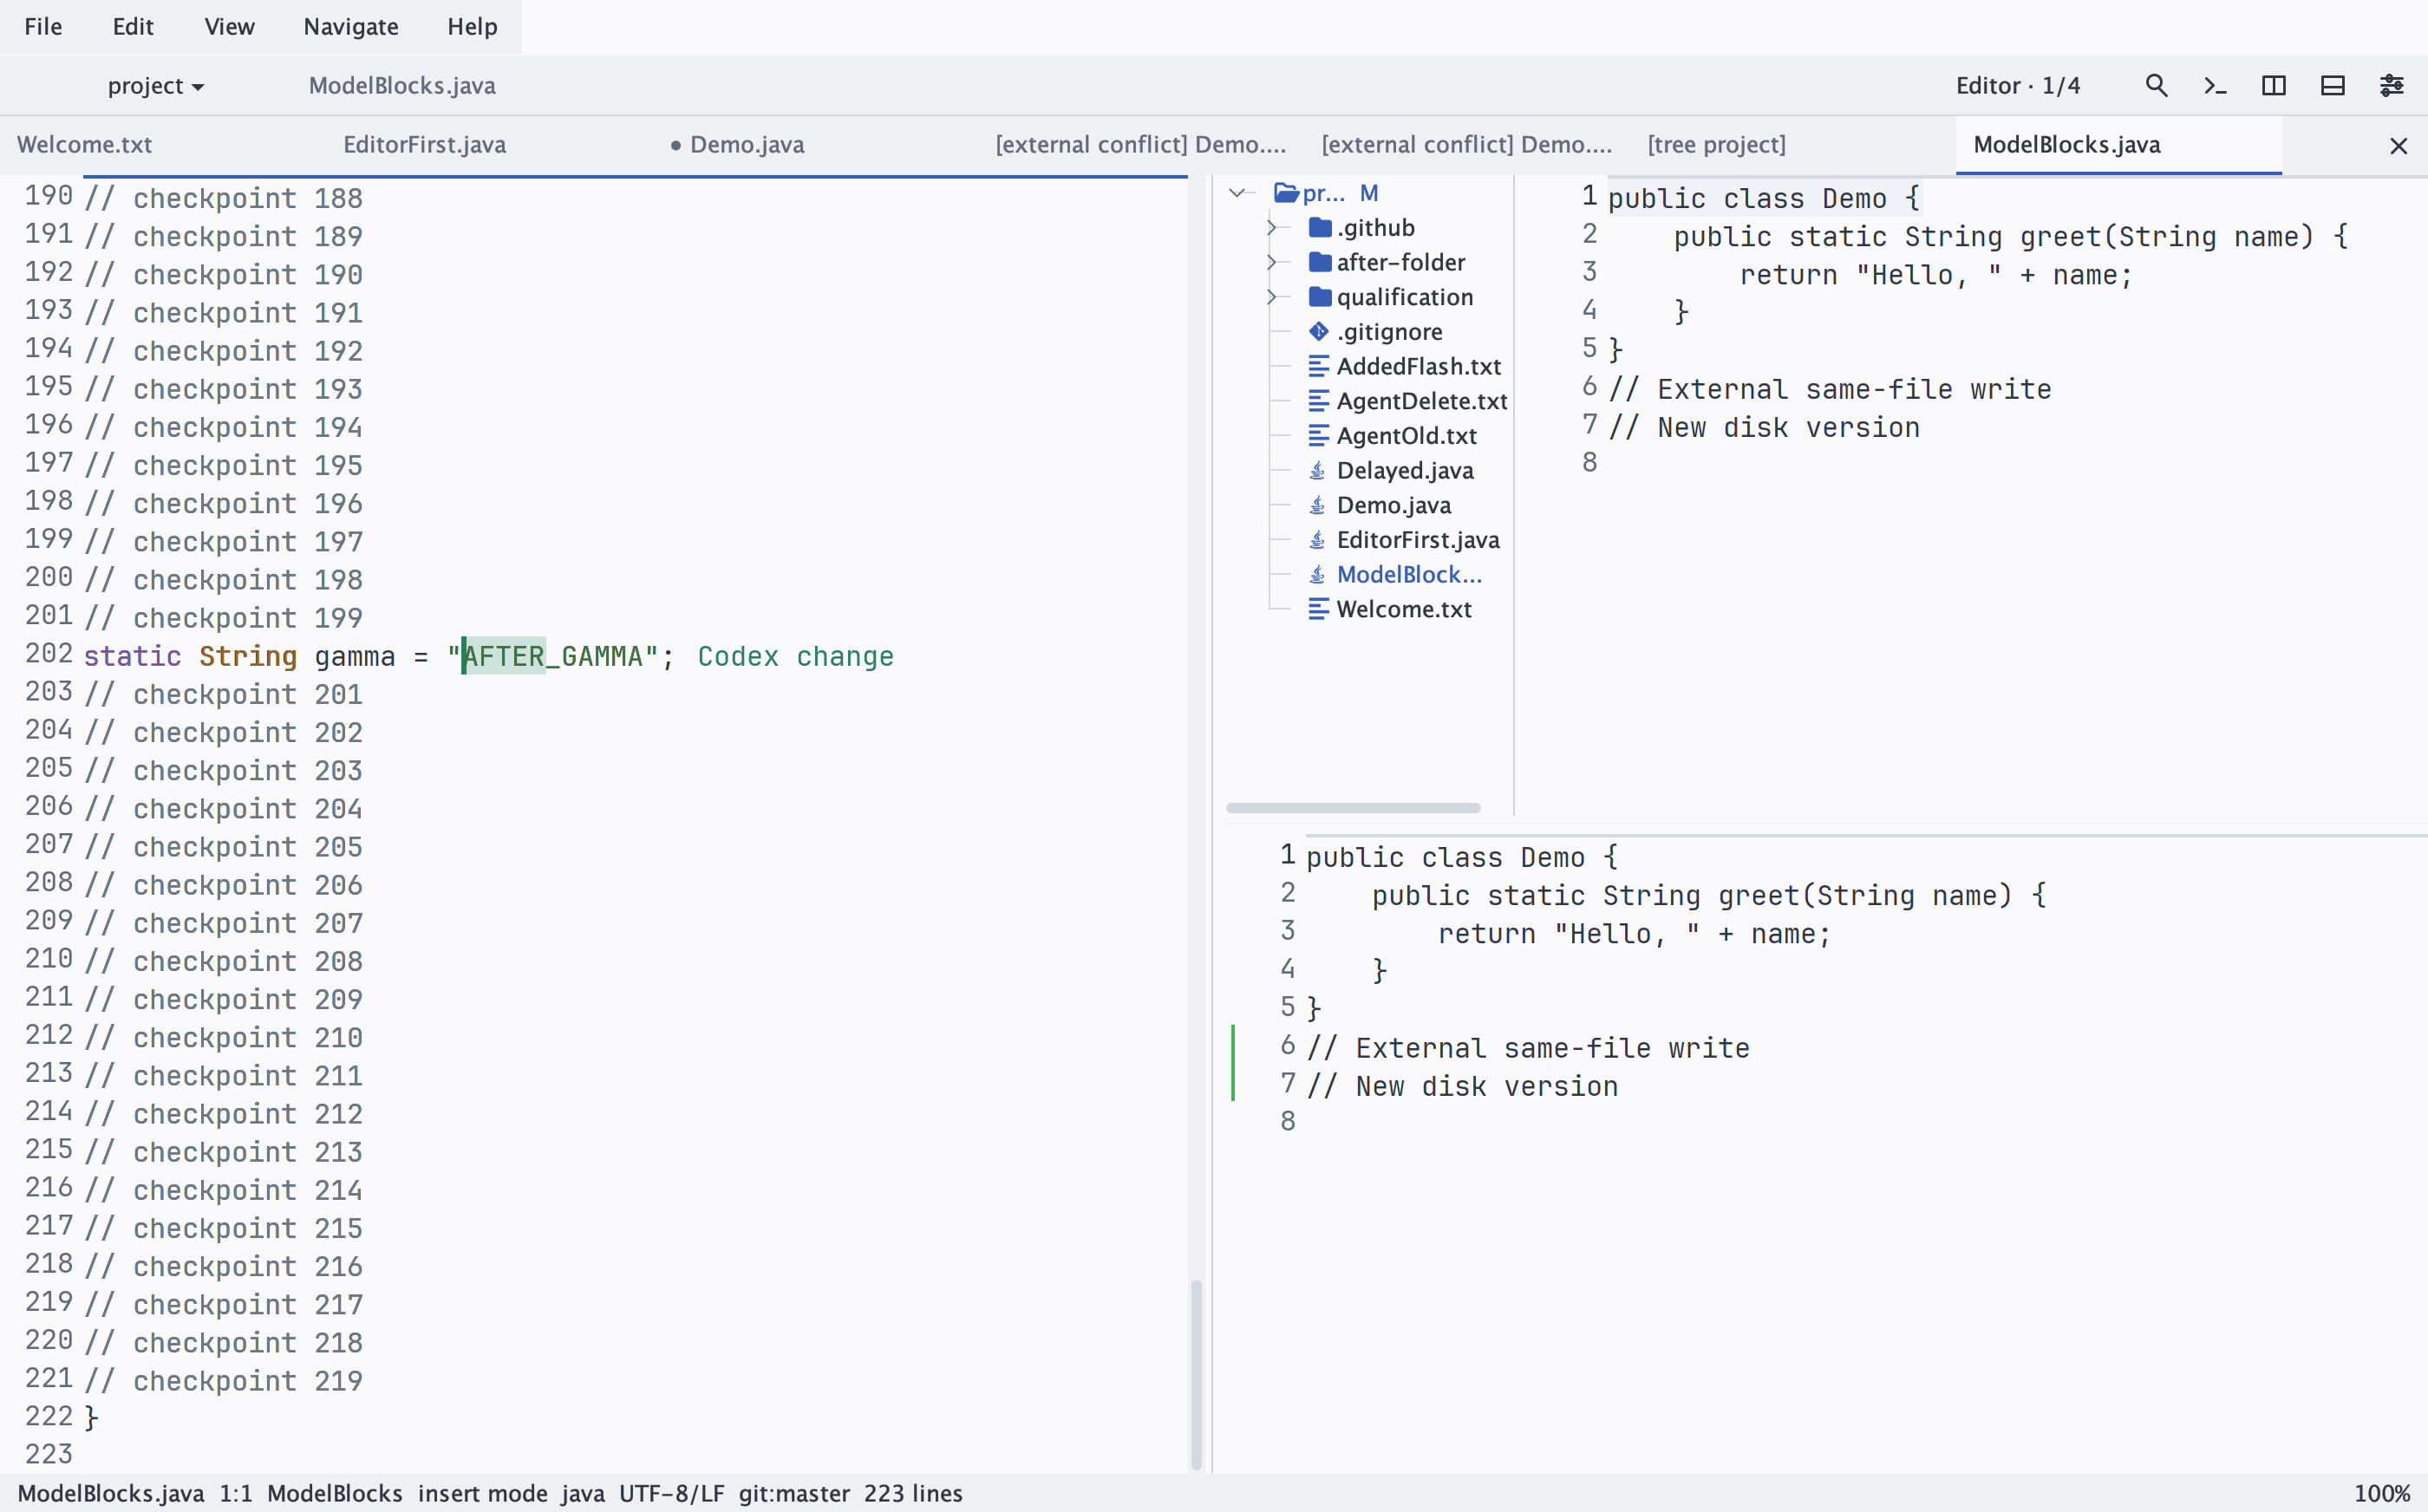 File Edit View Navigate Help
project ModelBlocks.java Editor · 1/4
Welcome.txt EditorFirst.java Demo.java [external conflict] Demo.... [external conflict] Demo.... [tree project] ModelBlocks.java
190 // checkpoint 188
191 // checkpoint 189
192 // checkpoint 190
193 // checkpoint 191
194 // checkpoint 192
195 // checkpoint 193
196 // checkpoint 194
197 // checkpoint 195
198 // checkpoint 196
199 // checkpoint 197
200 // checkpoint 198
201 // checkpoint 199
202 static String gamma = "AFTER_GAMMA"; Codex change
203 // checkpoint 201
204 // checkpoint 202
205 // checkpoint 203
206 // checkpoint 204
207 // checkpoint 205
208 // checkpoint 206
209 // checkpoint 207
210 // checkpoint 208
211 // checkpoint 209
212 // checkpoint 210
213 // checkpoint 211
214 // checkpoint 212
215 // checkpoint 213
216 // checkpoint 214
217 // checkpoint 215
218 // checkpoint 216
219 // checkpoint 217
220 // checkpoint 218
221 // checkpoint 219
222 }
223
pr... M
.github
after-folder
qualification
.gitignore
AddedFlash.txt
AgentDelete.txt
AgentOld.txt
Delayed.java
Demo.java
EditorFirst.java
ModelBlock...
Welcome.txt
1 public class Demo {
2     public static String greet(String name) {
3         return "Hello, " + name;
4     }
5 }
6 // External same-file write
7 // New disk version
8
1 public class Demo {
2     public static String greet(String name) {
3         return "Hello, " + name;
4     }
5 }
6 // External same-file write
7 // New disk version
8
ModelBlocks.java 1:1 ModelBlocks insert mode java UTF-8/LF git:master 223 lines 100%